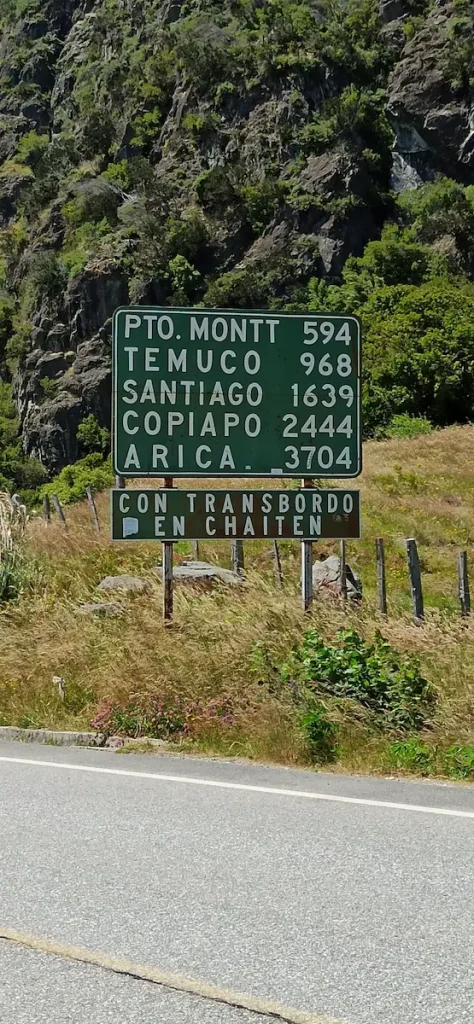 PTO. MONTT 594
TEMUCO 968
SANTIAGO 1639
COPIAPO 2444
ARICA. 3704
CON TRANSBORDO
EN CHAITEN